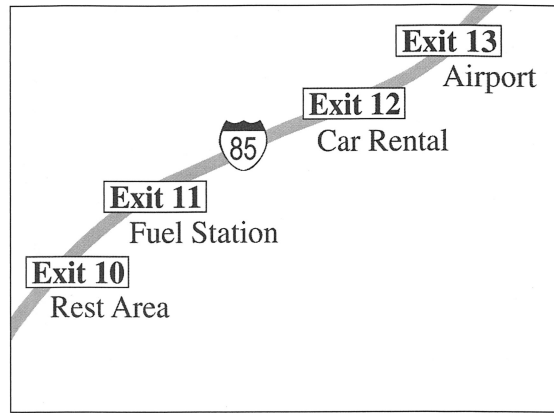 Exit 13
Airport
Exit 12
Car Rental
85
Exit 11
Fuel Station
Exit 10
Rest Area